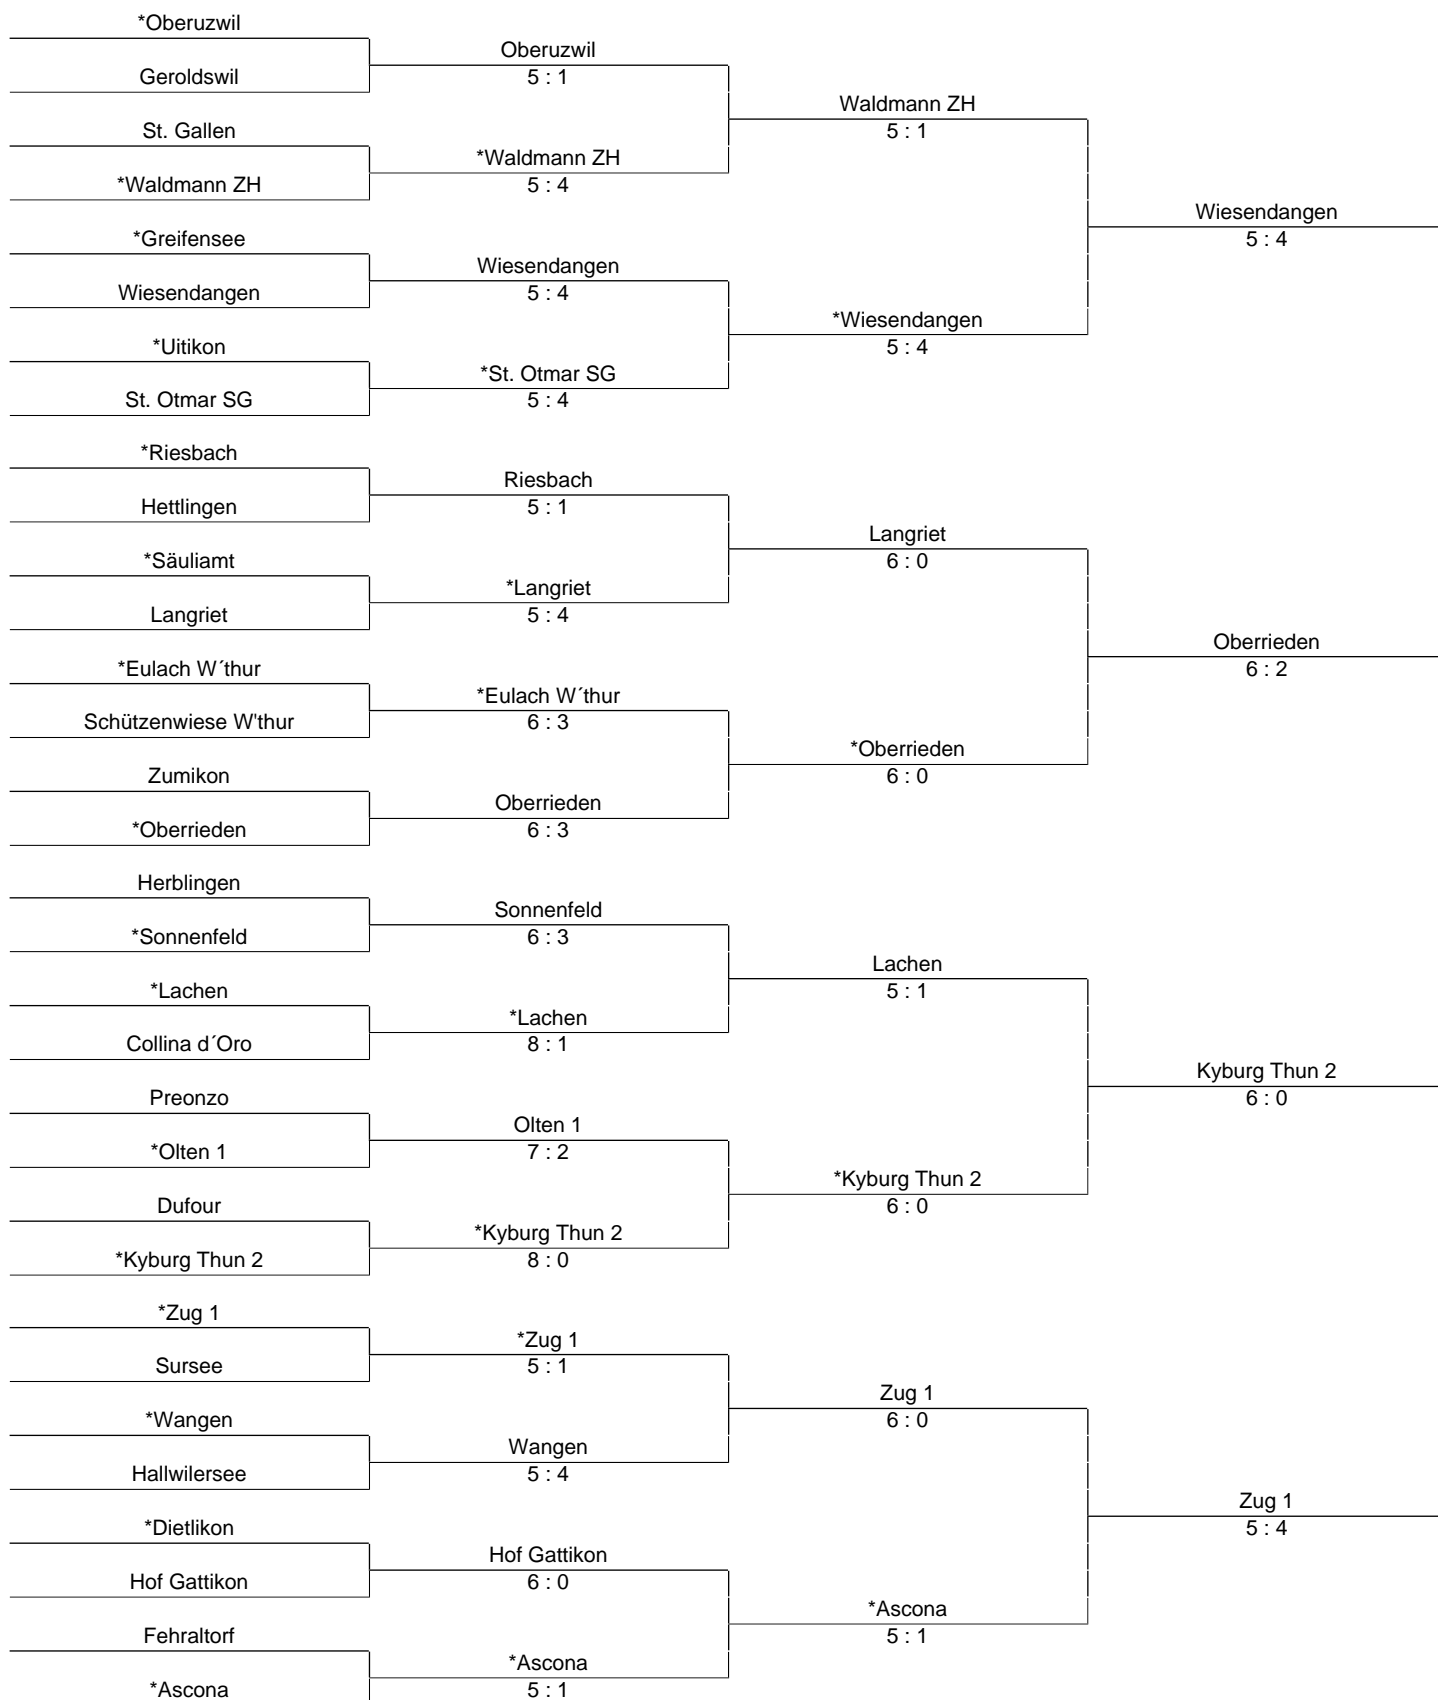 *Oberuzwil
Oberuzwil
Geroldswil
5 : 1
Waldmann ZH
St. Gallen
5 : 1
*Waldmann ZH
*Waldmann ZH
5 : 4
Wiesendangen
*Greifensee
5 : 4
Wiesendangen
Wiesendangen
5 : 4
*Wiesendangen
*Uitikon
5 : 4
*St. Otmar SG
St. Otmar SG
5 : 4
*Riesbach
Riesbach
Hettlingen
5 : 1
Langriet
*Säuliamt
6 : 0
*Langriet
Langriet
5 : 4
Oberrieden
*Eulach W´thur
6 : 2
*Eulach W´thur
Schützenwiese W'thur
6 : 3
*Oberrieden
Zumikon
6 : 0
Oberrieden
*Oberrieden
6 : 3
Herblingen
Sonnenfeld
*Sonnenfeld
6 : 3
Lachen
*Lachen
5 : 1
*Lachen
Collina d´Oro
8 : 1
Kyburg Thun 2
Preonzo
6 : 0
Olten 1
*Olten 1
7 : 2
*Kyburg Thun 2
Dufour
6 : 0
*Kyburg Thun 2
*Kyburg Thun 2
8 : 0
*Zug 1
*Zug 1
Sursee
5 : 1
Zug 1
*Wangen
6 : 0
Wangen
Hallwilersee
5 : 4
Zug 1
*Dietlikon
5 : 4
Hof Gattikon
Hof Gattikon
6 : 0
*Ascona
Fehraltorf
5 : 1
*Ascona
*Ascona
5 : 1